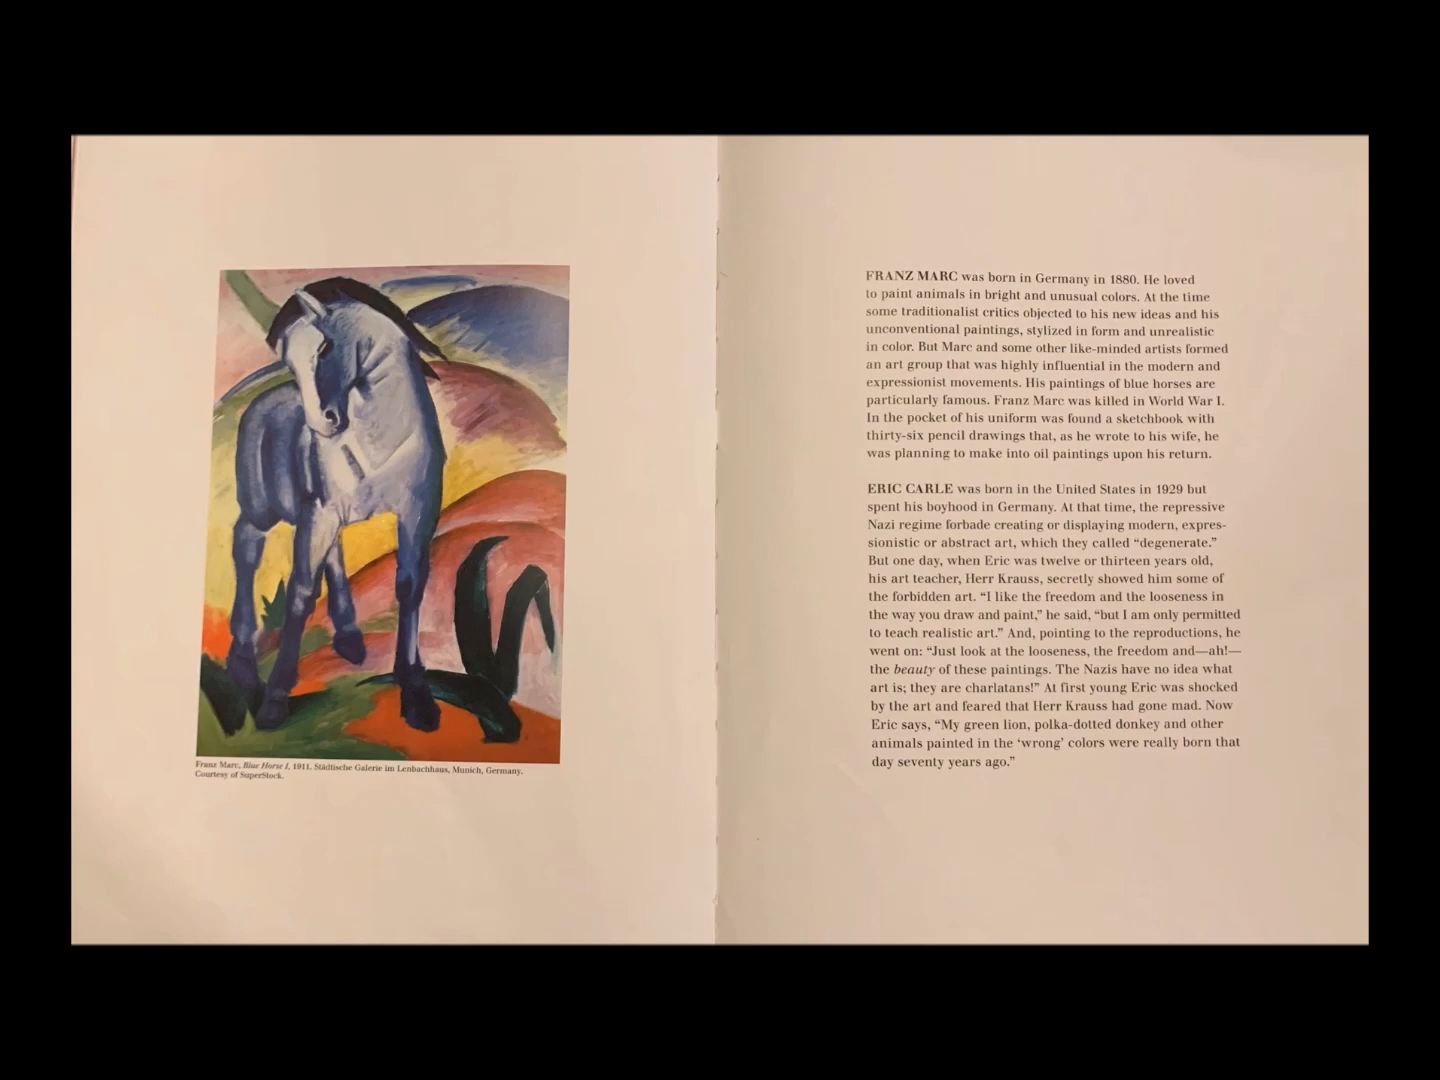 Franz Marc, Blue Horse I, 1911. Städtische Galerie im Lenbachhaus, Munich, Germany.
Courtesy of SuperStock.
FRANZ MARC was born in Germany in 1880. He loved
to paint animals in bright and unusual colors. At the time
some traditionalist critics objected to his new ideas and his
unconventional paintings, stylized in form and unrealistic
in color. But Marc and some other like-minded artists formed
an art group that was highly influential in the modern and
expressionist movements. His paintings of blue horses are
particularly famous. Franz Marc was killed in World War I.
In the pocket of his uniform was found a sketchbook with
thirty-six pencil drawings that, as he wrote to his wife, he
was planning to make into oil paintings upon his return.
ERIC CARLE was born in the United States in 1929 but
spent his boyhood in Germany. At that time, the repressive
Nazi regime forbade creating or displaying modern, expres-
sionistic or abstract art, which they called “degenerate.”
But one day, when Eric was twelve or thirteen years old,
his art teacher, Herr Krauss, secretly showed him some of
the forbidden art. “I like the freedom and the looseness in
the way you draw and paint,” he said, “but I am only permitted
to teach realistic art.” And, pointing to the reproductions, he
went on: “Just look at the looseness, the freedom and—ah!—
the beauty of these paintings. The Nazis have no idea what
art is; they are charlatans!” At first young Eric was shocked
by the art and feared that Herr Krauss had gone mad. Now
Eric says, “My green lion, polka-dotted donkey and other
animals painted in the ‘wrong’ colors were really born that
day seventy years ago.”